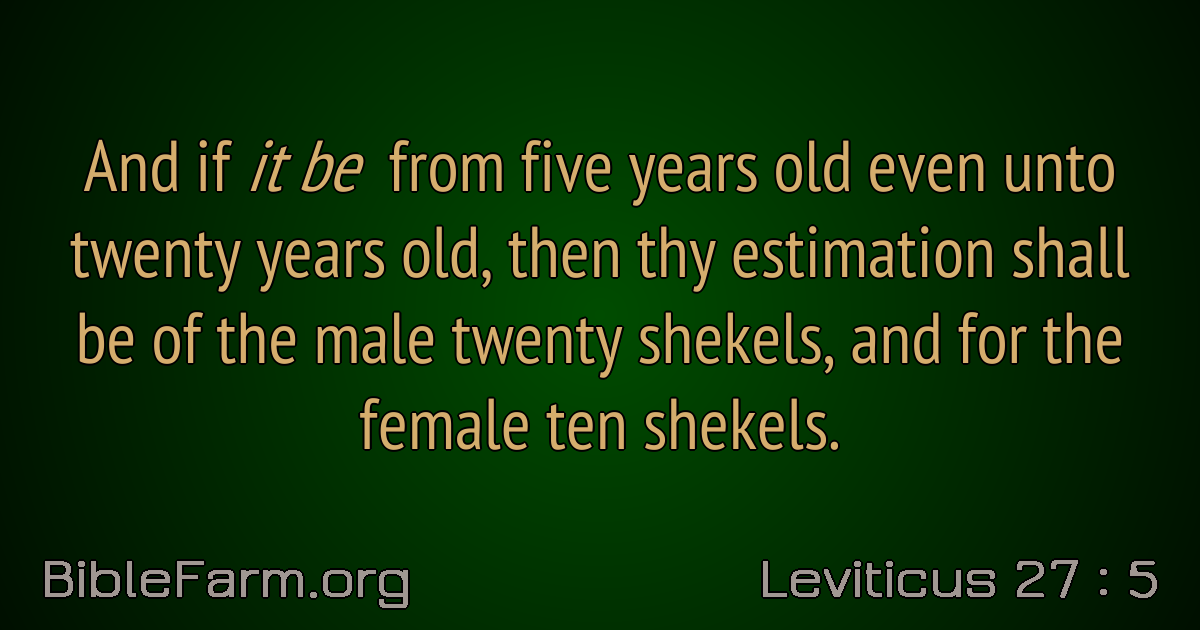 And if it be from five years old even unto
twenty years old, then thy estimation shall
be of the male twenty shekels, and for the
female ten shekels.
BibleFarm.org
Leviticus 27 : 5